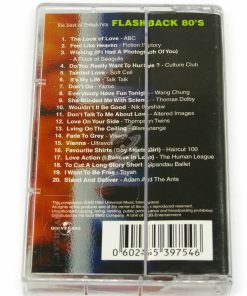 the best of British hits FLASHBACK 80'S
1. The Look of Love - ABC
2. Feel Like Heaven - Fiction Factory
3. Wishing (If I Had a Photograph Of You)
- A Flock of Seagulls
4. Do You Really Want To Hurt Me ? - Culture Club
5. Tainted Love - Soft Cell
6. It's My Life - Talk Talk
7. Don't Go - Yazoo
8. Everybody Have Fun Tonight - Wang Chung
9. She Blinded Me With Science - Thomas Dolby
10. Wouldn't It Be Good - Nik Kershaw
11. Don't Talk To Me About Love - Altered Images
12. Love On Your Side - Thompson Twins
13. Living On The Ceiling -
14. Fade To Grey -
15. Vienna - Ultravox
16. Favourite Shirts (Boy Meets Girl) - Haircut 100
17. Love Action (I Believe In Love) - The Human League
18. To Cut A Long Story Short - Spandau Ballet
19. I Want To Be Free - Toyah
20. Stand and Deliver - Adam And The Ants
UNIVERSAL
0 602445 397546 >